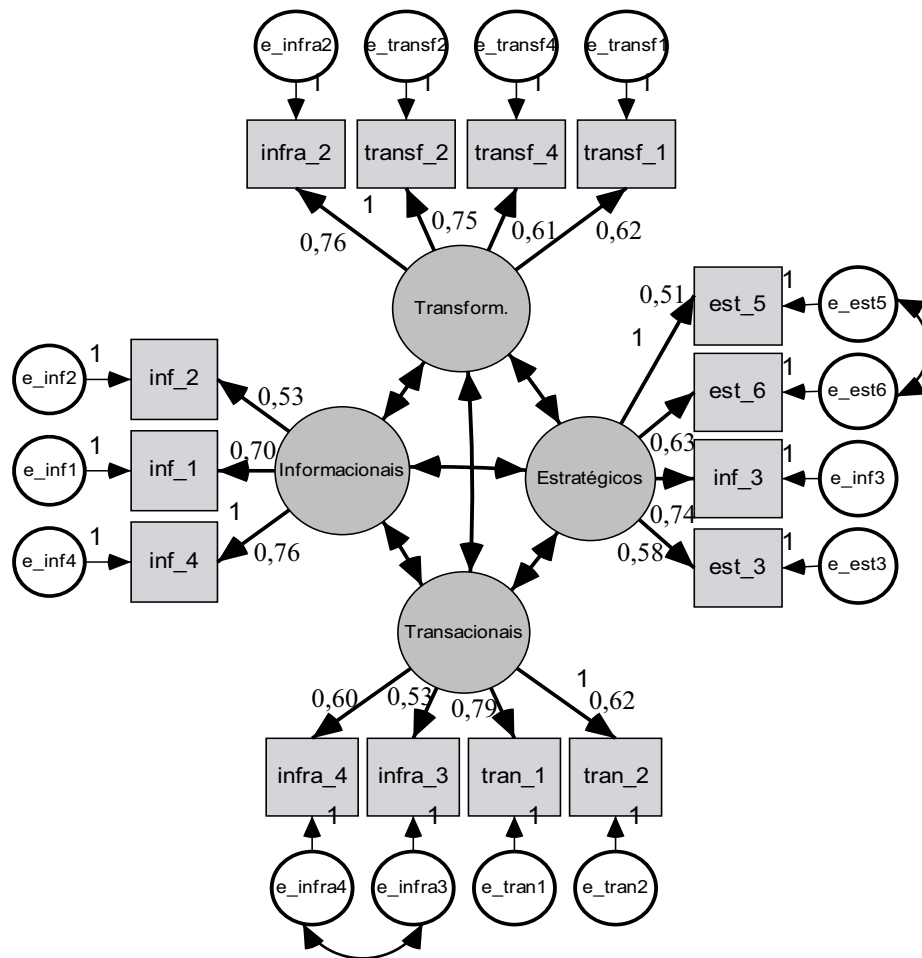 e_infra2 e_transf2 e_transf4 e_transf1
1 1 1 1
infra_2 transf_2 transf_4 transf_1
1
0,76 0,75 0,61 0,62
Transform.
0,51 est_5 1 e_est5
1
est_6 1 e_est6
0,63
inf_3 1 e_inf3
0,74
0,58 est_3 1 e_est3
Estratégicos
e_inf2 1 inf_2 0,53
e_inf1 1 inf_1 0,70
Informacionais
1
e_inf4 1 inf_4 0,76
Transacionais
0,60 0,53 0,79 1 0,62
infra_4 infra_3 tran_1 tran_2
1 1 1 1
e_infra4 e_infra3 e_tran1 e_tran2